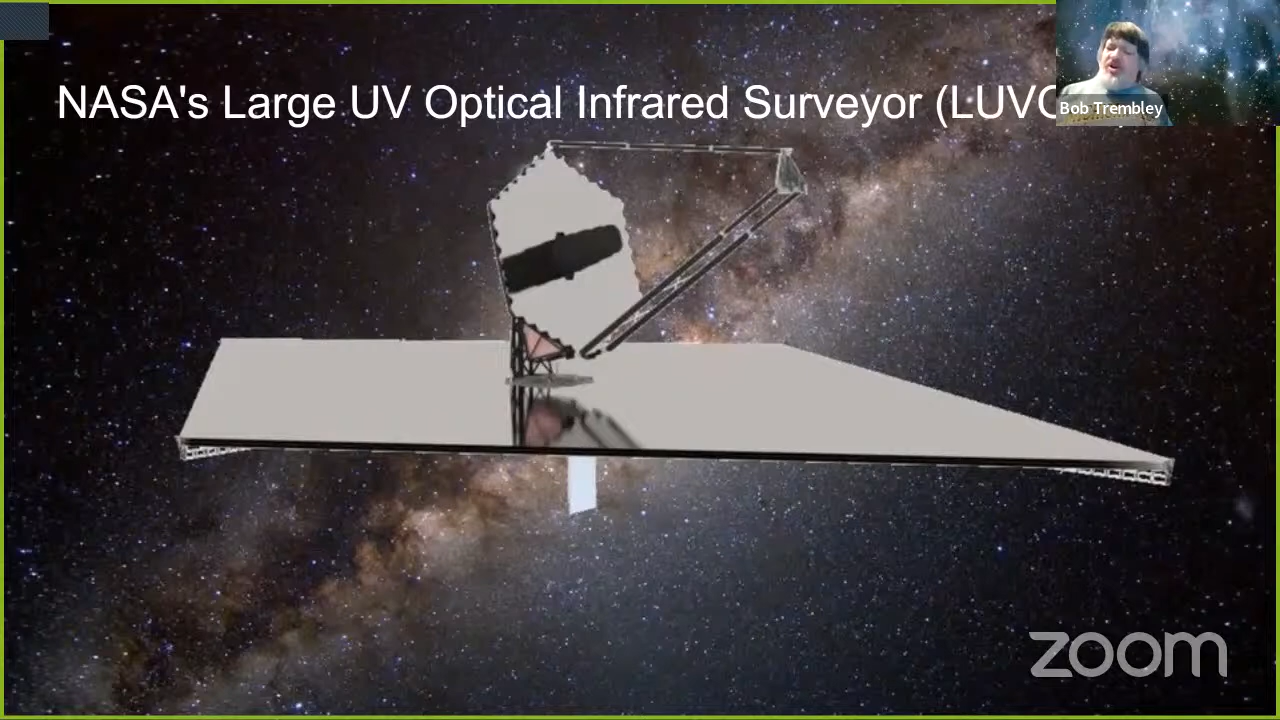 NASA's Large UV Optical Infrared Surveyor (LUVO
Bob Trembley
zoom